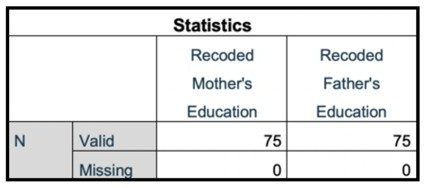 Statistics
Recoded Recoded
Mother's Father's
Education Education
N Valid 75 75
Missing 0 0